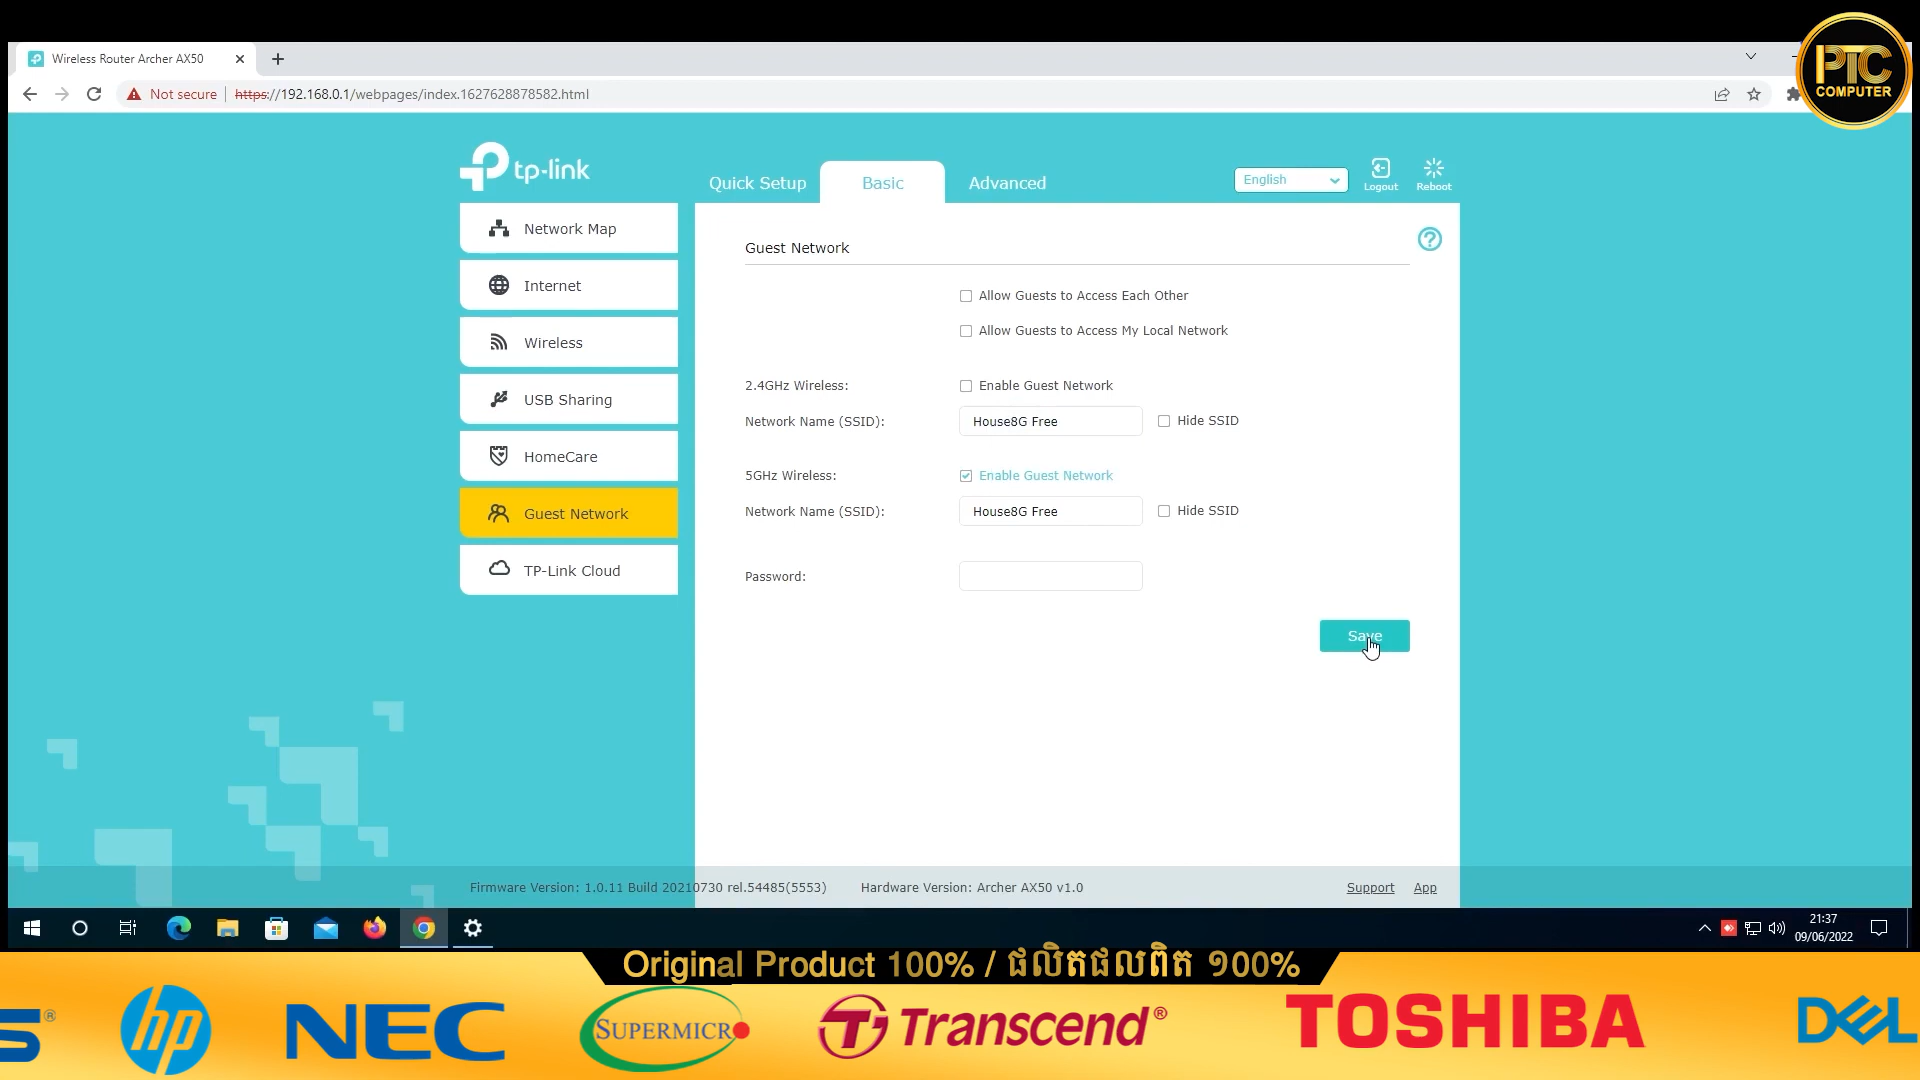 Wireless Router Archer AX50
PTC
COMPUTER
Not secure
https://192.168.0.1/webpages/index.1627628878582.html
tp-link
Quick Setup
Basic
Advanced
English
Logout
Reboot
Network Map
Internet
Wireless
USB Sharing
HomeCare
Guest Network
TP-Link Cloud
Guest Network
Allow Guests to Access Each Other
Allow Guests to Access My Local Network
2.4GHz Wireless: Enable Guest Network
Network Name (SSID): House8G Free Hide SSID
5GHz Wireless: Enable Guest Network
Network Name (SSID): House8G Free Hide SSID
Password:
Save
Firmware Version: 1.0.11 Build 20210730 rel.54485(5553) Hardware Version: Archer AX50 v1.0 Support App
21:37
09/06/2022
Original Product 100% / ផលិតផលពិត ១00%
S® hp NEC SUPERMICR Transcend® TOSHIBA DELL